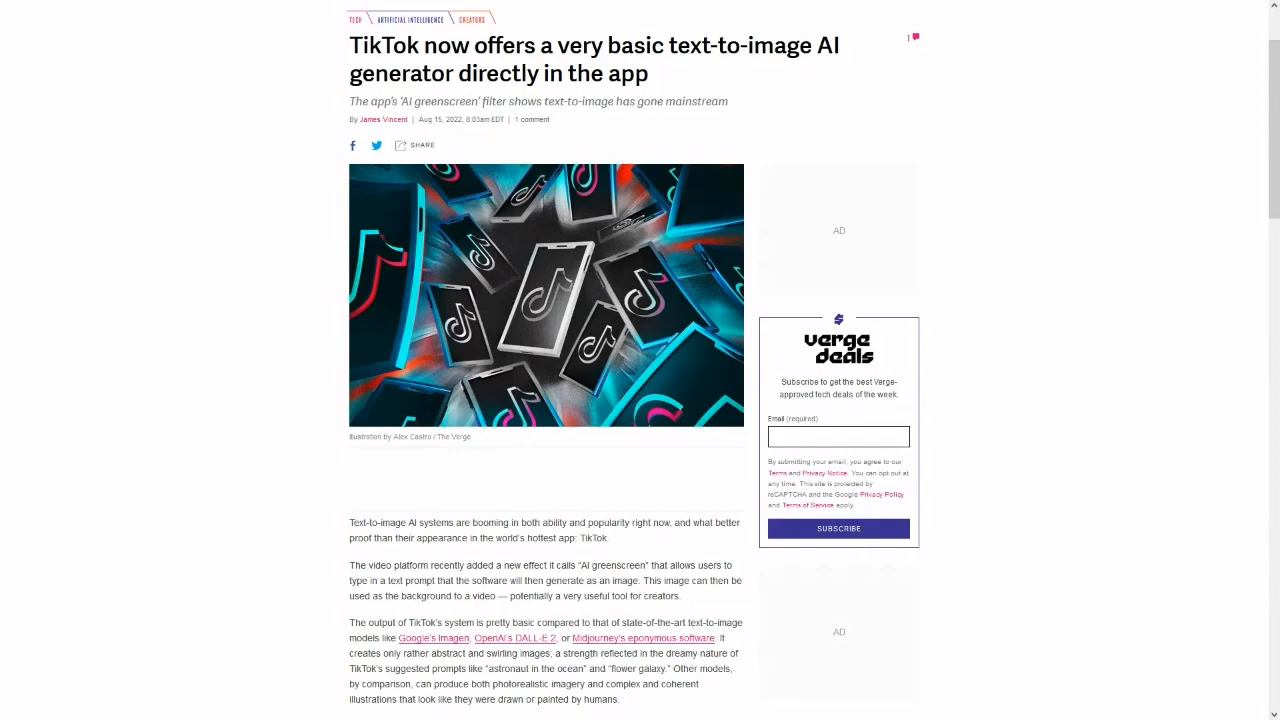 TECH ARTIFICIAL INTELLIGENCE CREATORS
TikTok now offers a very basic text-to-image AI
generator directly in the app
1
The app's 'AI greenscreen' filter shows text-to-image has gone mainstream
By James Vincent | Aug 15, 2022, 8:03am EDT | 1 comment
SHARE
Illustration by Alex Castro / The Verge
Text-to-image AI systems are booming in both ability and popularity right now, and what better
proof than their appearance in the world's hottest app: TikTok.
The video platform recently added a new effect it calls "AI greenscreen" that allows users to
type in a text prompt that the software will then generate as an image. This image can then be
used as the background to a video — potentially a very useful tool for creators.
The output of TikTok's system is pretty basic compared to that of state-of-the-art text-to-image
models like Google's Imagen, OpenAI's DALL-E 2, or Midjourney's eponymous software. It
creates only rather abstract and swirling images; a strength reflected in the dreamy nature of
TikTok's suggested prompts like "astronaut in the ocean" and "flower galaxy." Other models,
by comparison, can produce both photorealistic imagery and complex and coherent
illustrations that look like they were drawn or painted by humans.
AD
verge
deals
Subscribe to get the best Verge-
approved tech deals of the week.
Email (required)
By submitting your email, you agree to our
Terms and Privacy Notice. You can opt out at
any time. This site is protected by
reCAPTCHA and the Google Privacy Policy
and Terms of Service apply.
SUBSCRIBE
AD